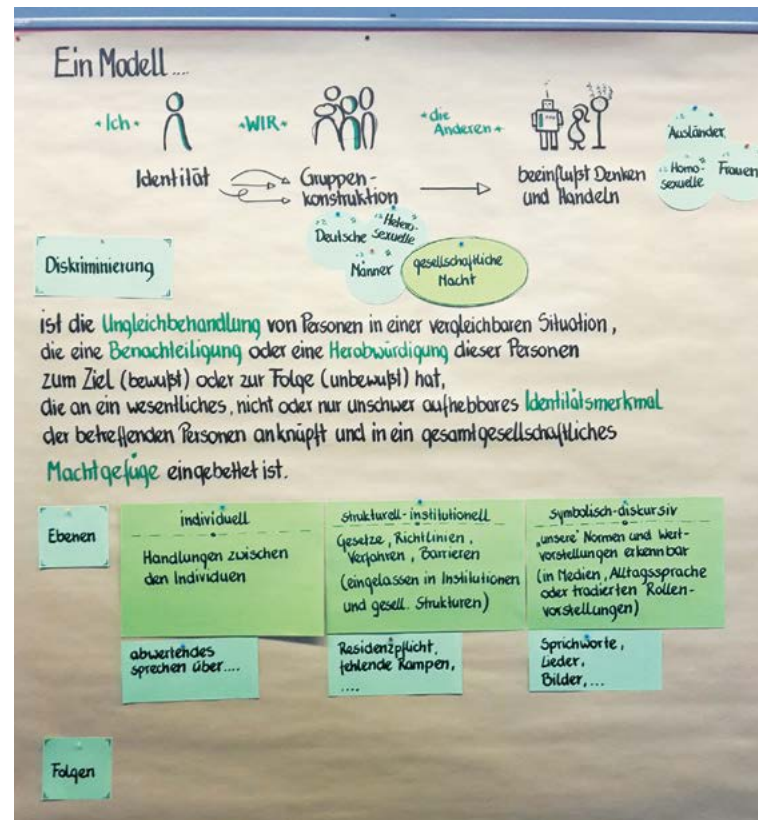 Ein Modell ....
•Ich•
•WIR•
•die Anderen•
Identität
Gruppen-
konstruktion
beeinflußt Denken
und Handeln
Ausländer
Homo-
sexuelle
Frauen
Deutsche
Hetero-
sexuelle
Männer
gesellschaftliche
Macht
Diskriminierung
ist die Ungleichbehandlung von Personen in einer vergleichbaren Situation,
die eine Benachteiligung oder eine Herabwürdigung dieser Personen
zum Ziel (bewußt) oder zur Folge (unbewußt) hat,
die an ein wesentliches, nicht oder nur unschwer aufhebbares Identitätsmerkmal
der betreffenden Personen anknüpft und in ein gesamtgesellschaftliches
Machtgefüge eingebettet ist.
Ebenen
individuell
Handlungen zwischen
den Individuen
strukturell-institutionell
Gesetze, Richtlinien,
Verfahren, Barrieren
(eingelassen in Institutionen
und gesell. Strukturen)
symbolisch-diskursiv
„unsere" Normen und Wert-
vorstellungen erkennbar
(in Medien, Alltagssprache
oder tradierten Rollen-
vorstellungen)
abwertendes
sprechen über....
Residenzpflicht,
fehlende Rampen,
....
Sprichworte,
Lieder,
Bilder,...
Folgen